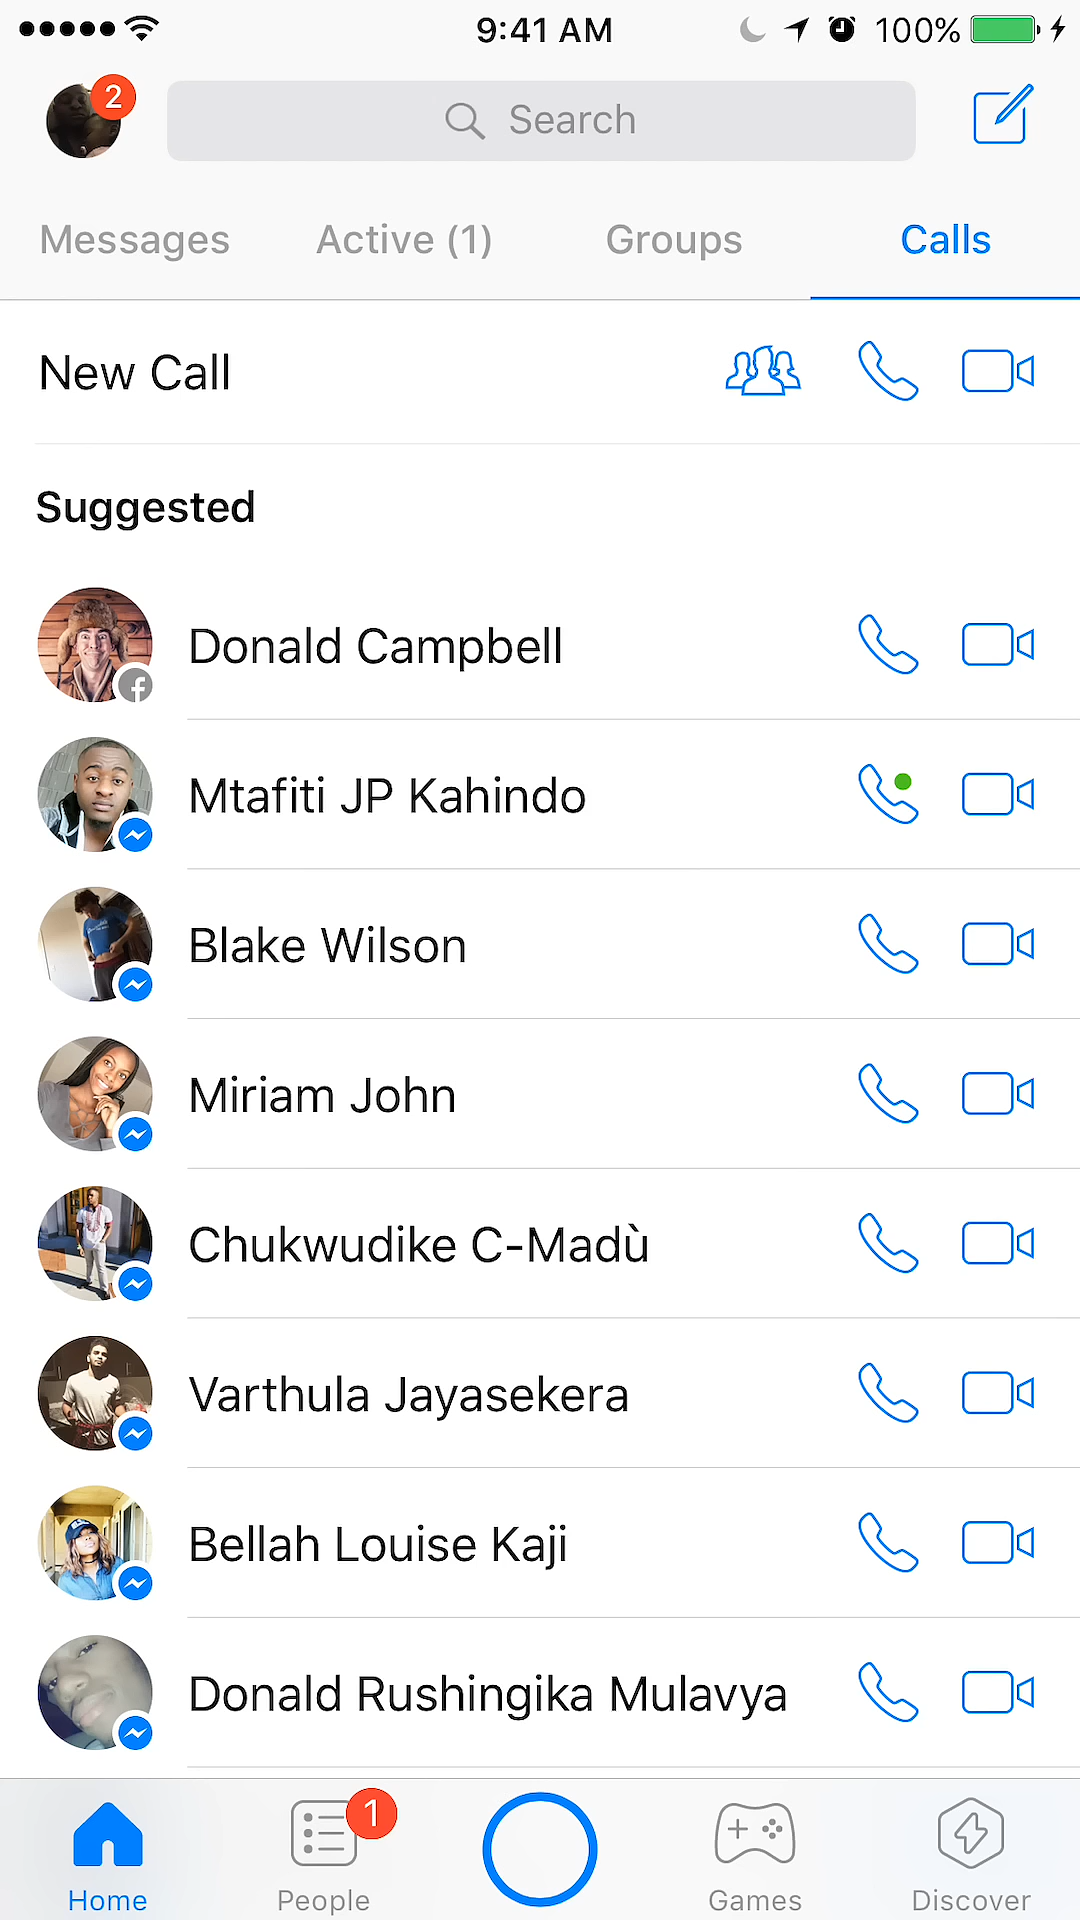 9:41 AM 100%
2
Search
Messages Active (1) Groups Calls
New Call
Suggested
Donald Campbell
Mtafiti JP Kahindo
Blake Wilson
Miriam John
Chukwudike C-Madù
Varthula Jayasekera
Bellah Louise Kaji
Donald Rushingika Mulavya
1
Home People Games Discover